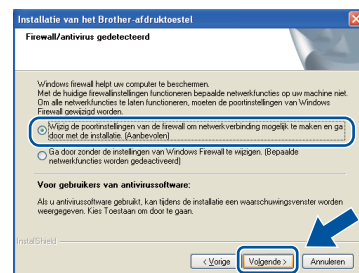 Installatie van het Brother-afdruktoestel
Firewall/antivirus gedetecteerd
Windows firewall helpt uw computer te beschermen.
Met de huidige firewallinstellingen functioneren bepaalde netwerkfuncties op uw machine niet.
Om alle netwerkfuncties te laten functioneren, moeten de poortinstellingen van Windows
Firewall gewijzigd worden.
Wijzig de poortinstellingen van de firewall om netwerkverbinding mogelijk te maken en ga
door met de installatie. (Aanbevolen)
Ga door zonder de instellingen van Windows Firewall te wijzigen. (Bepaalde
netwerkfuncties worden gedeactiveerd)
Voor gebruikers van antivirussoftware:
Als u antivirussoftware gebruikt, kan tijdens de installatie een waarschuwingsvenster worden
weergegeven. Kies Toestaan om door te gaan.
InstallShield
< Vorige
Volgende >
Annuleren